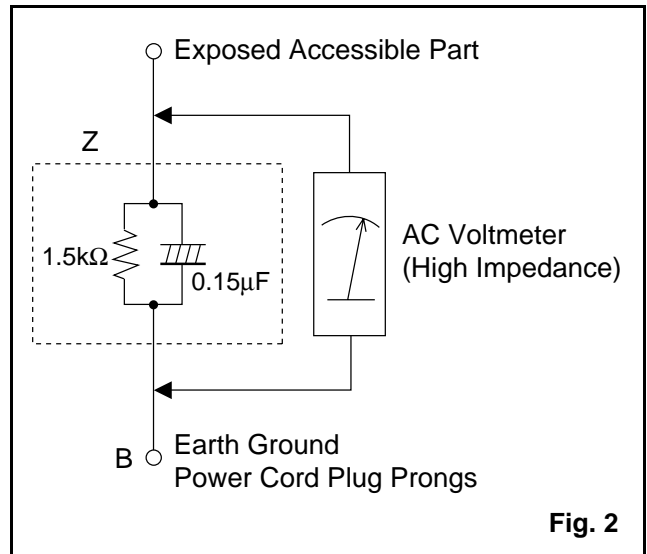 Exposed Accessible Part
Z
1.5kΩ
0.15μF
AC Voltmeter
(High Impedance)
B
Earth Ground
Power Cord Plug Prongs
Fig. 2